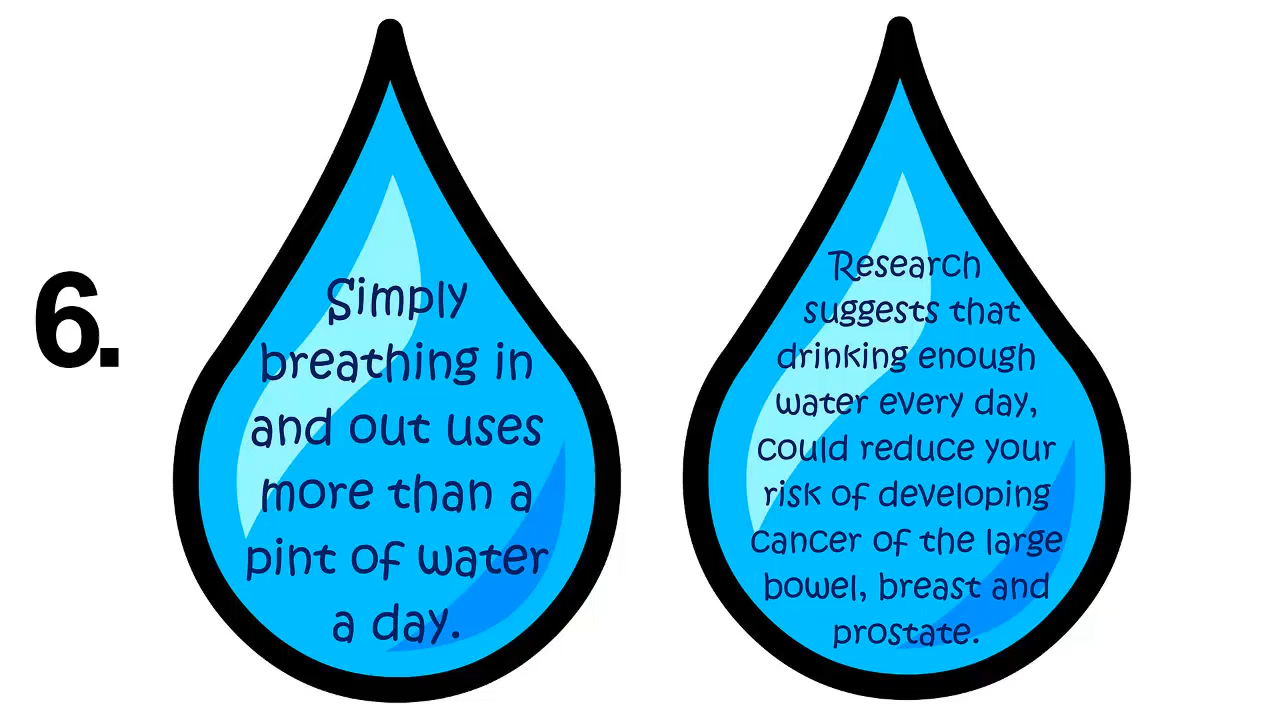 6.
Simply
breathing in
and out uses
more than a
pint of water
a day.
Research
suggests that
drinking enough
water every day,
could reduce your
risk of developing
cancer of the large
bowel, breast and
prostate.